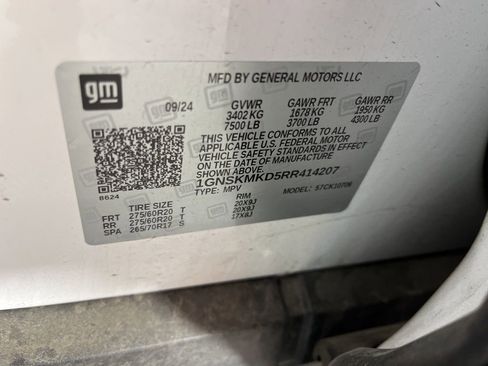 gm
MFD BY GENERAL MOTORS LLC
09/24 GVWR GAWR FRT GAWR RR
3402 KG 1678 KG 1950 KG
7500 LB 3700 LB 4300 LB
THIS VEHICLE CONFORMS TO ALL
APPLICABLE U.S. FEDERAL MOTOR
VEHICLE SAFETY STANDARDS IN EFFECT
ON THE DATE OF MANUFACTURE SHOWN ABOVE.
1GNSKMKD5RR414207
8624 TYPE: MPV MODEL: 57CK10706
TIRE SIZE RIM
FRT 275/60R20 T 20X9J
RR 275/60R20 T 20X9J
SPA 265/70R17 S 17X8J